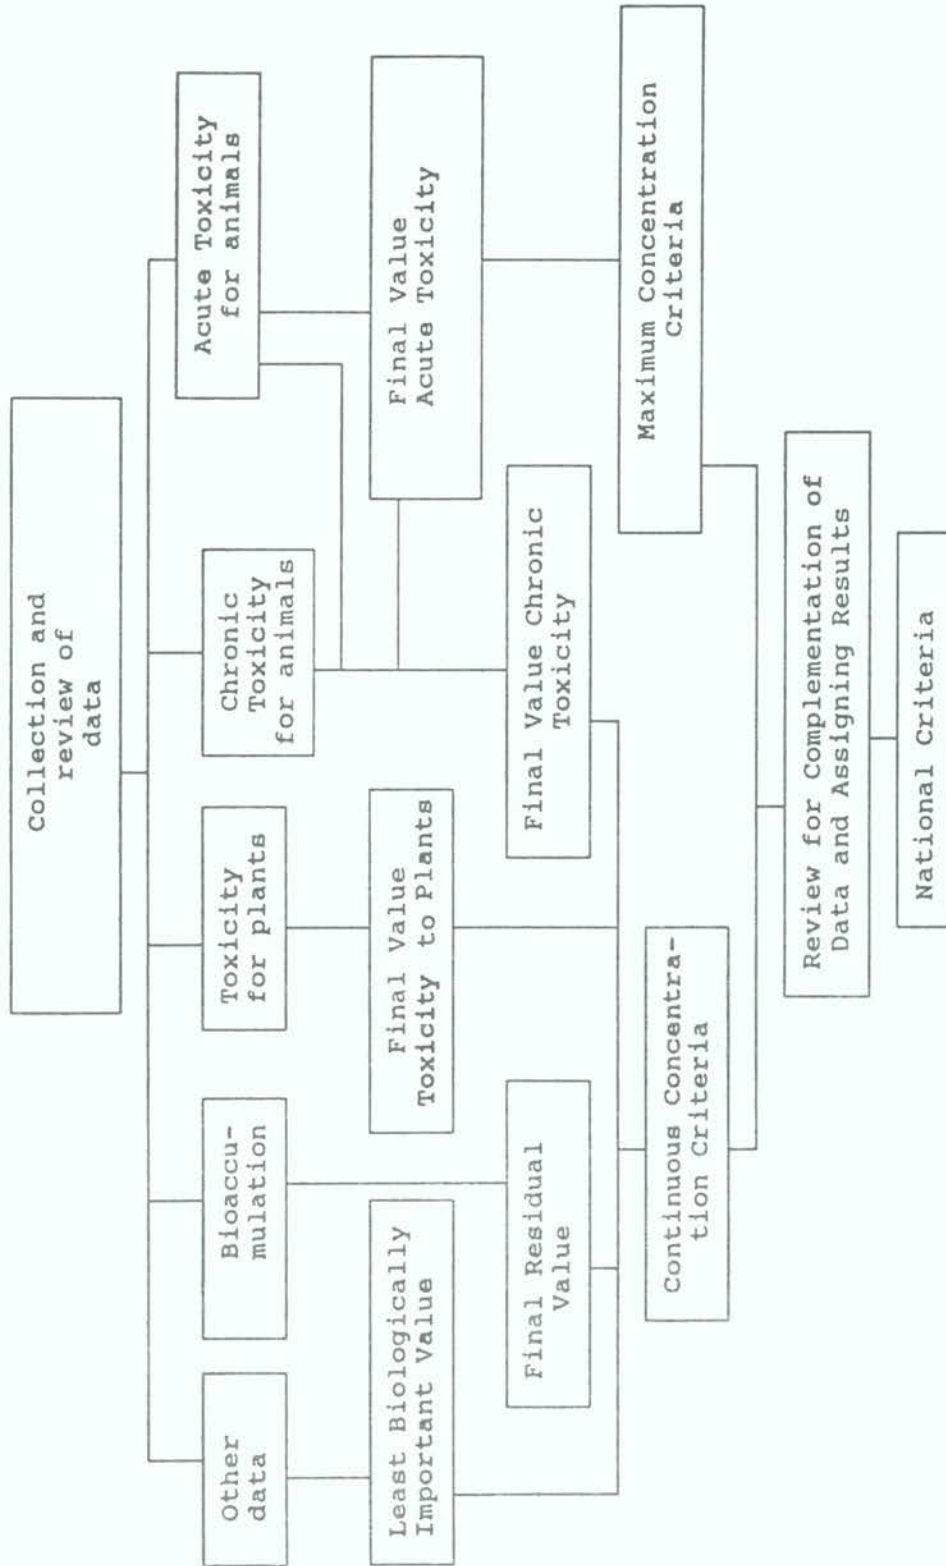 Collection and
review of
data
Other
data
Bioaccu-
mulation
Toxicity
for plants
Chronic
Toxicity
for animals
Acute Toxicity
for animals
Least Biologically
Important Value
Final Value
Toxicity to Plants
Final Value
Acute Toxicity
Final Residual
Value
Final Value Chronic
Toxicity
Continuous Concentra-
tion Criteria
Maximum Concentration
Criteria
Review for Complementation of
Data and Assigning Results
National Criteria